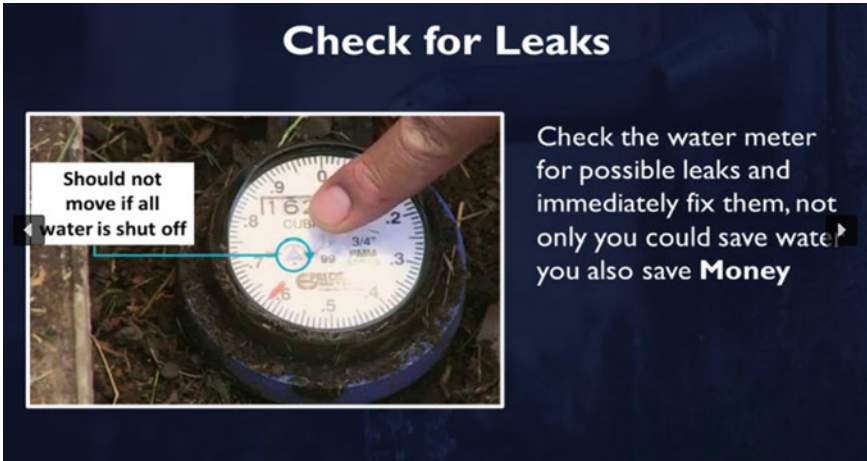 Check for Leaks
Should not
move if all
water is shut off
Check the water meter
for possible leaks and
immediately fix them, not
only you could save water
you also save Money
.9
0
.8
.2
.7
.3
.6
.4
.5
3/4"
99